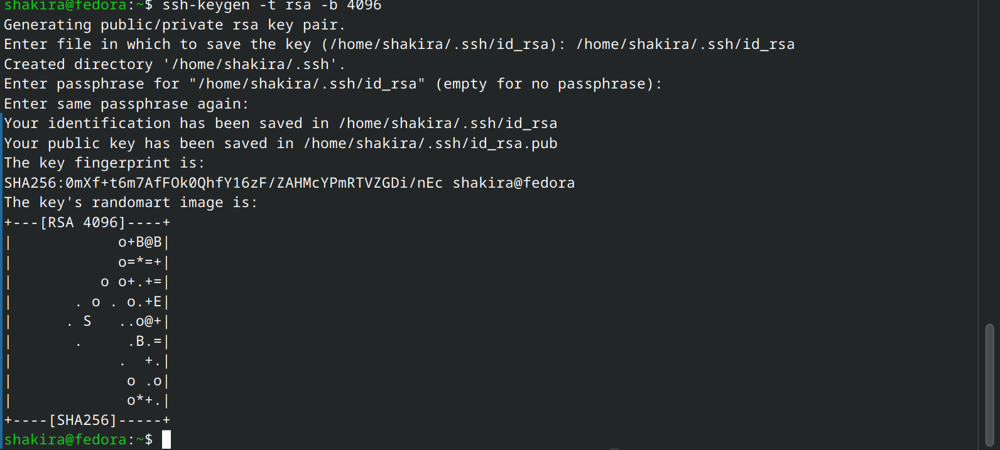 shakira@fedora:~$ ssh-keygen -t rsa -b 4096
Generating public/private rsa key pair.
Enter file in which to save the key (/home/shakira/.ssh/id_rsa): /home/shakira/.ssh/id_rsa
Created directory '/home/shakira/.ssh'.
Enter passphrase for "/home/shakira/.ssh/id_rsa" (empty for no passphrase):
Enter same passphrase again:
Your identification has been saved in /home/shakira/.ssh/id_rsa
Your public key has been saved in /home/shakira/.ssh/id_rsa.pub
The key fingerprint is:
SHA256:0mXf+t6m7AfFOk0QhfY16zF/ZAHMcYPmRTVZGDi/nEc shakira@fedora
The key's randomart image is:
+---[RSA 4096]----+
|            o+B@B|
|            o=*=+|
|          o o+.+=|
|       . o . o.+E|
|      . S   ..o@+|
|       .     .B.=|
|            .  +.|
|             o .o|
|             o*+.|
+----[SHA256]-----+
shakira@fedora:~$